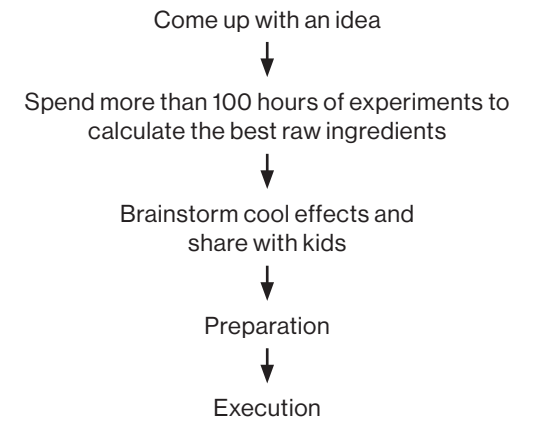 Come up with an idea
Spend more than 100 hours of experiments to
calculate the best raw ingredients
Brainstorm cool effects and
share with kids
Preparation
Execution